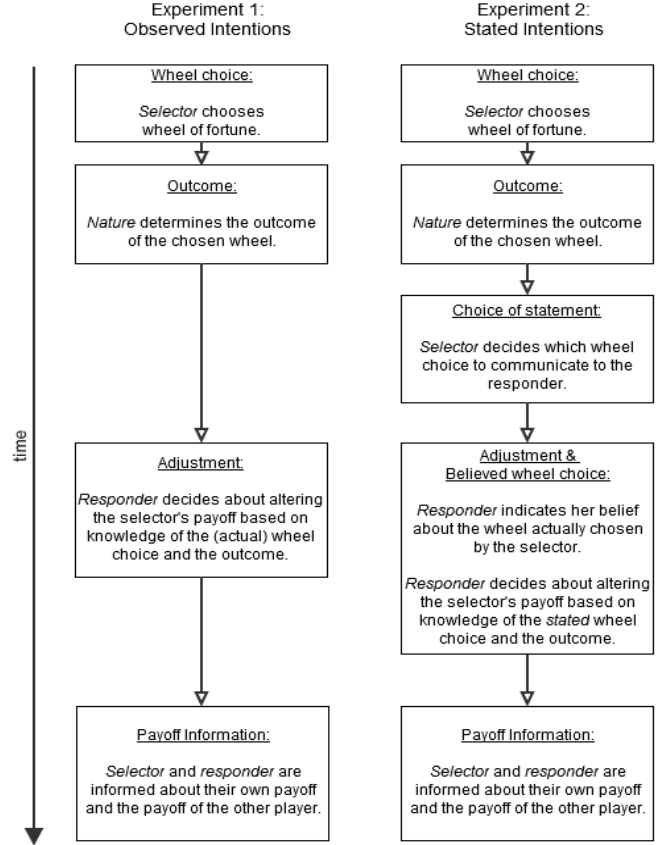 Experiment 1:
Observed Intentions
Wheel choice:
Selector chooses
wheel of fortune.
Outcome:
Nature determines the outcome
of the chosen wheel.
Adjustment:
Responder decides about altering
the selector's payoff based on
knowledge of the (actual) wheel
choice and the outcome.
Payoff Information:
Selector and responder are
informed about their own payoff
and the payoff of the other player.
Experiment 2:
Stated Intentions
Wheel choice:
Selector chooses
wheel of fortune.
Outcome:
Nature determines the outcome
of the chosen wheel.
Choice of statement:
Selector decides which wheel
choice to communicate to the
responder.
Adjustment &
Believed wheel choice:
Responder indicates her belief
about the wheel actually chosen
by the selector.
Responder decides about altering
the selector's payoff based on
knowledge of the stated wheel
choice and the outcome.
Payoff Information:
Selector and responder are
informed about their own payoff
and the payoff of the other player.
time